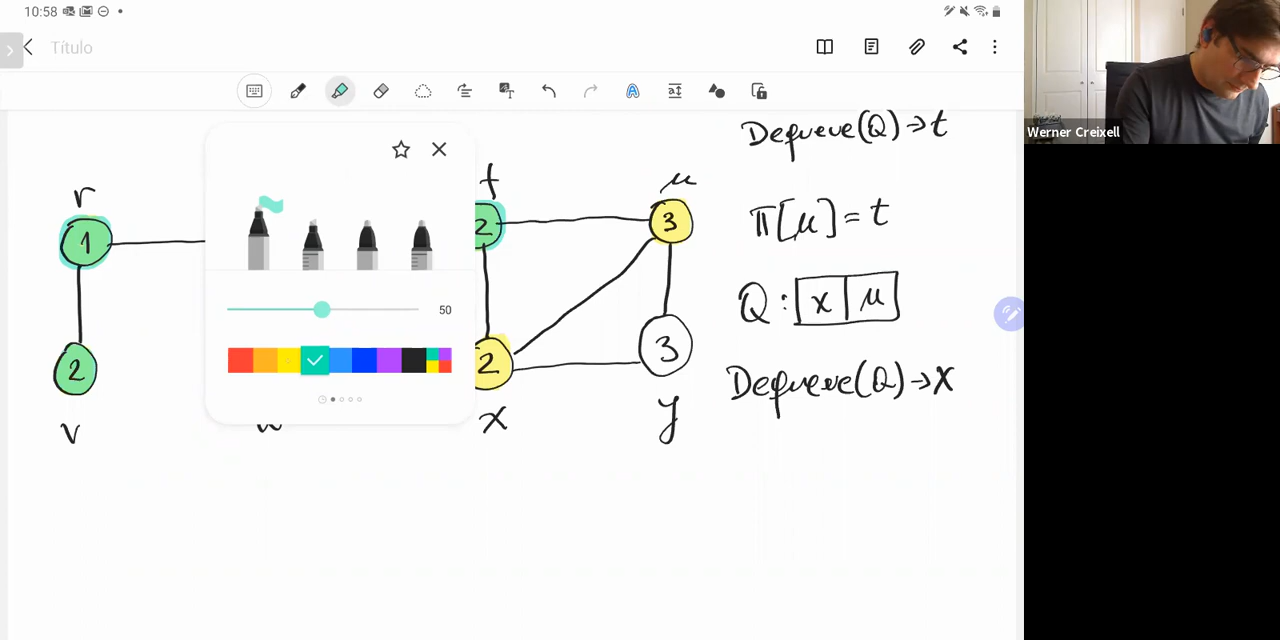 10:58
Título
Werner Creixell
50
r
1
2
v
t
2
μ
3
2
x
3
y
Dequeue(Q) → t
π[μ] = t
Q : x μ
Dequeue(Q) → x